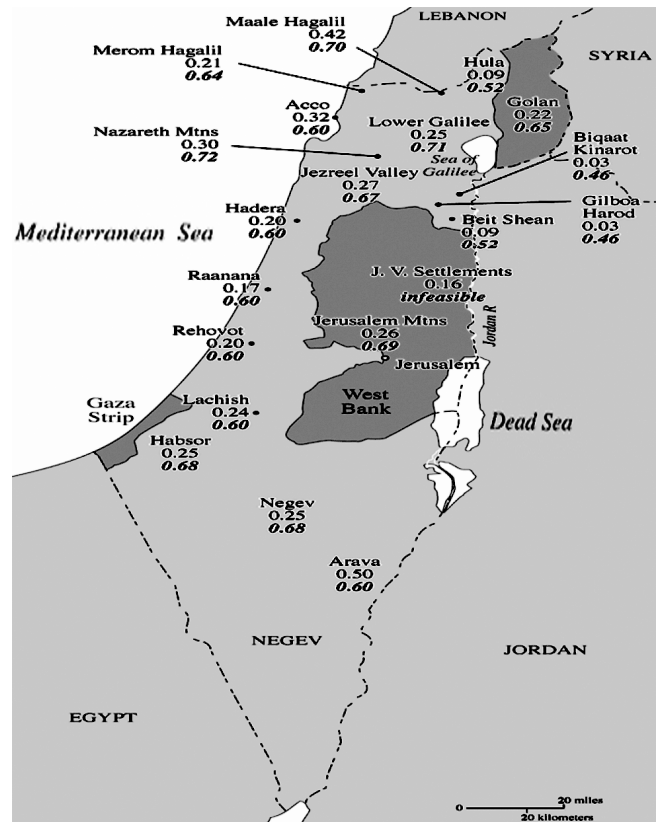 LEBANON
Maale Hagalil
0.42
0.70
Merom Hagalil
0.21
0.64
Hula
0.09
0.52
SYRIA
Golan
0.22
0.65
Acco
0.32
0.60
Lower Galilee
0.25
0.71
Nazareth Mtns
0.30
0.72
Biqaat
Kinarot
0.03
0.46
Sea of
Galilee
Jezreel Valley
0.27
0.67
Gilboa
Harod
0.03
0.46
Hadera
0.20
0.60
Beit Shean
0.09
0.52
Mediterranean Sea
J. V. Settlements
0.16
infeasible
Raanana
0.17
0.60
Jordan R
Jerusalem Mtns
0.26
0.69
Rehovot
0.20
0.60
Jerusalem
West
Bank
Gaza
Strip
Lachish
0.24
0.60
Dead Sea
Habsor
0.25
0.68
Negev
0.25
0.68
Arava
0.50
0.60
NEGEV
JORDAN
EGYPT
20 miles
0
20 kilometers